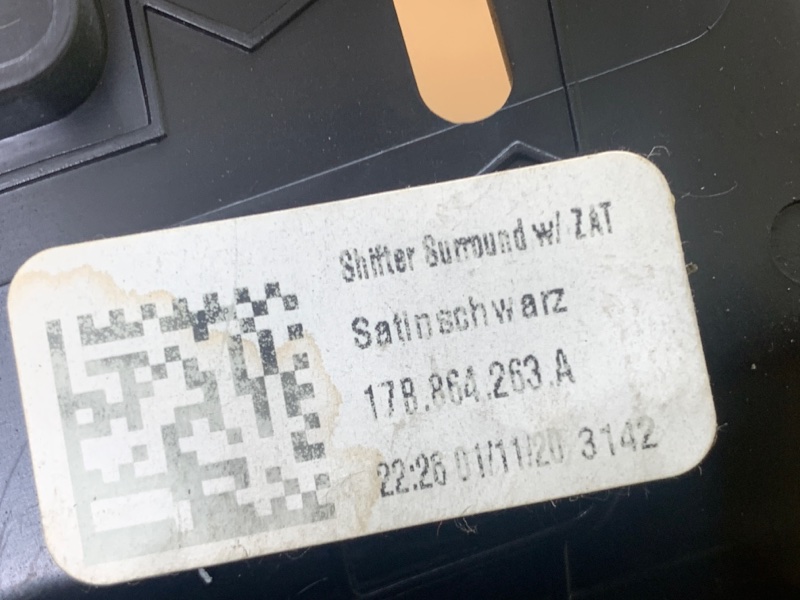 Shifter Surround w/ ZAT
Satinschwarz
17B.864.263.A
22:26 01/11/20 3142